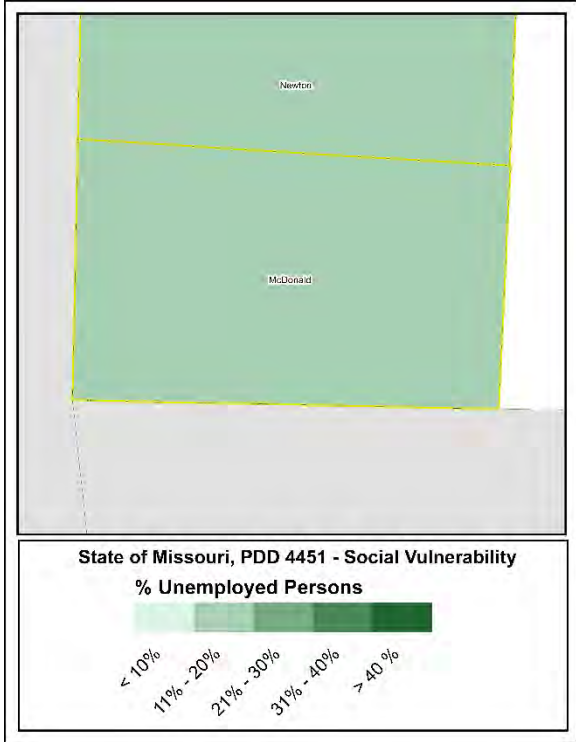 Newton
McDonald
State of Missouri, PDD 4451 - Social Vulnerability
% Unemployed Persons
< 10%
11% - 20%
21% - 30%
31% - 40%
> 40 %